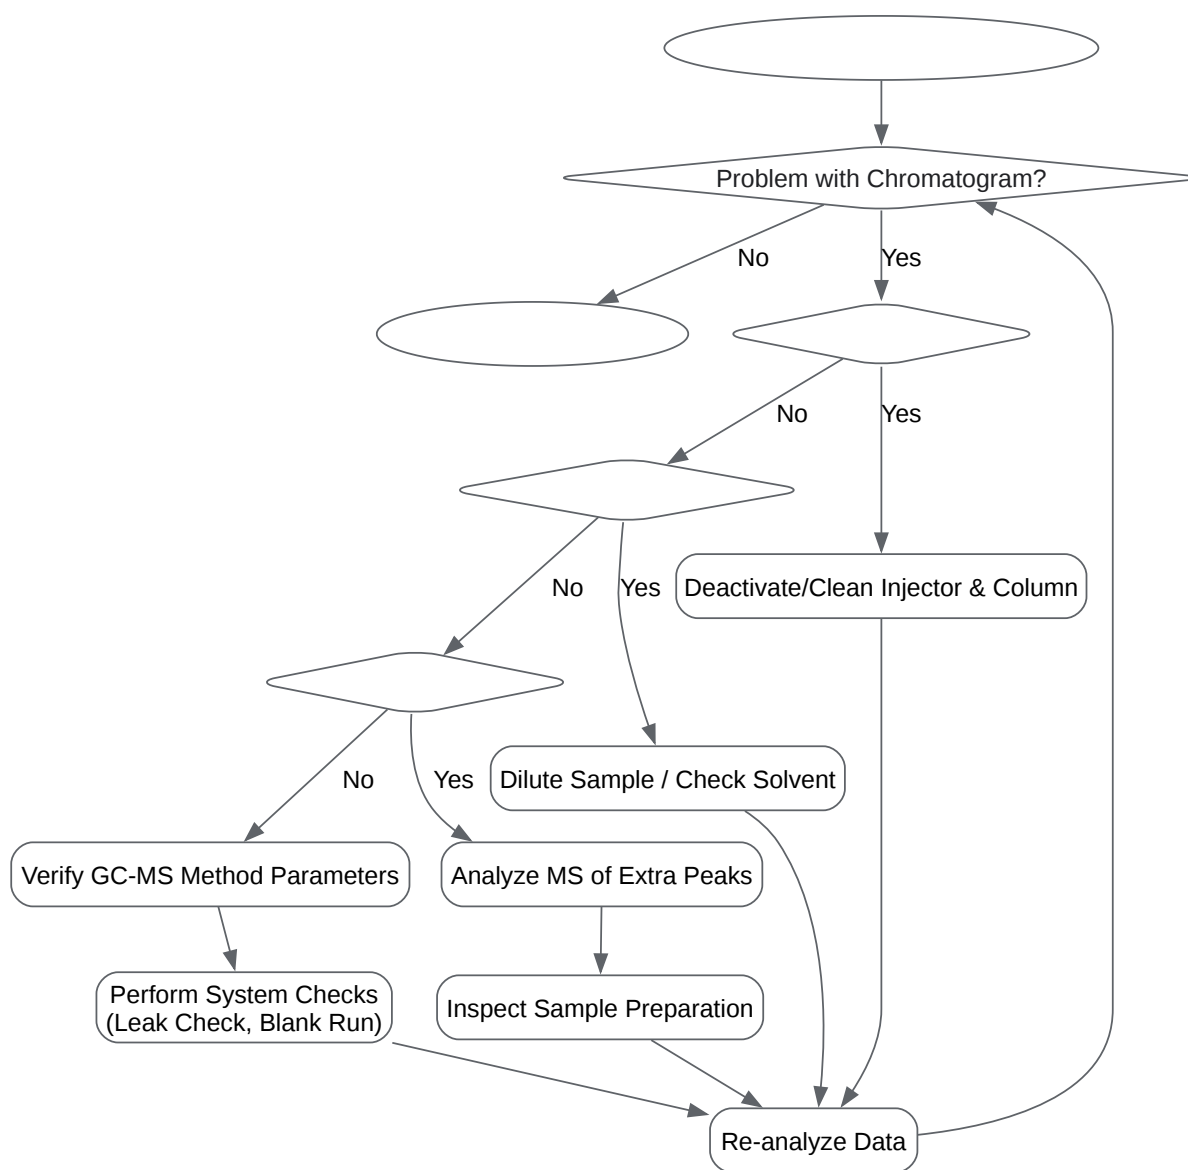 Problem with Chromatogram?
No
Yes
No
Yes
No
Yes
Deactivate/Clean Injector & Column
No
Yes
Dilute Sample / Check Solvent
Verify GC-MS Method Parameters
Analyze MS of Extra Peaks
Perform System Checks
(Leak Check, Blank Run)
Inspect Sample Preparation
Re-analyze Data